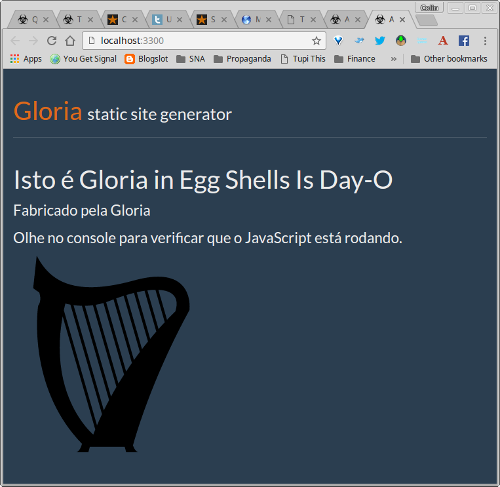 Q
T
C
U
S
M
T
A
A
Colin
localhost:3300
Apps
You Get Signal
Blogslot
SNA
Propaganda
Tupi This
Finance
»
Other bookmarks
Gloria static site generator
Isto é Gloria in Egg Shells Is Day-O
Fabricado pela Gloria
Olhe no console para verificar que o JavaScript está rodando.